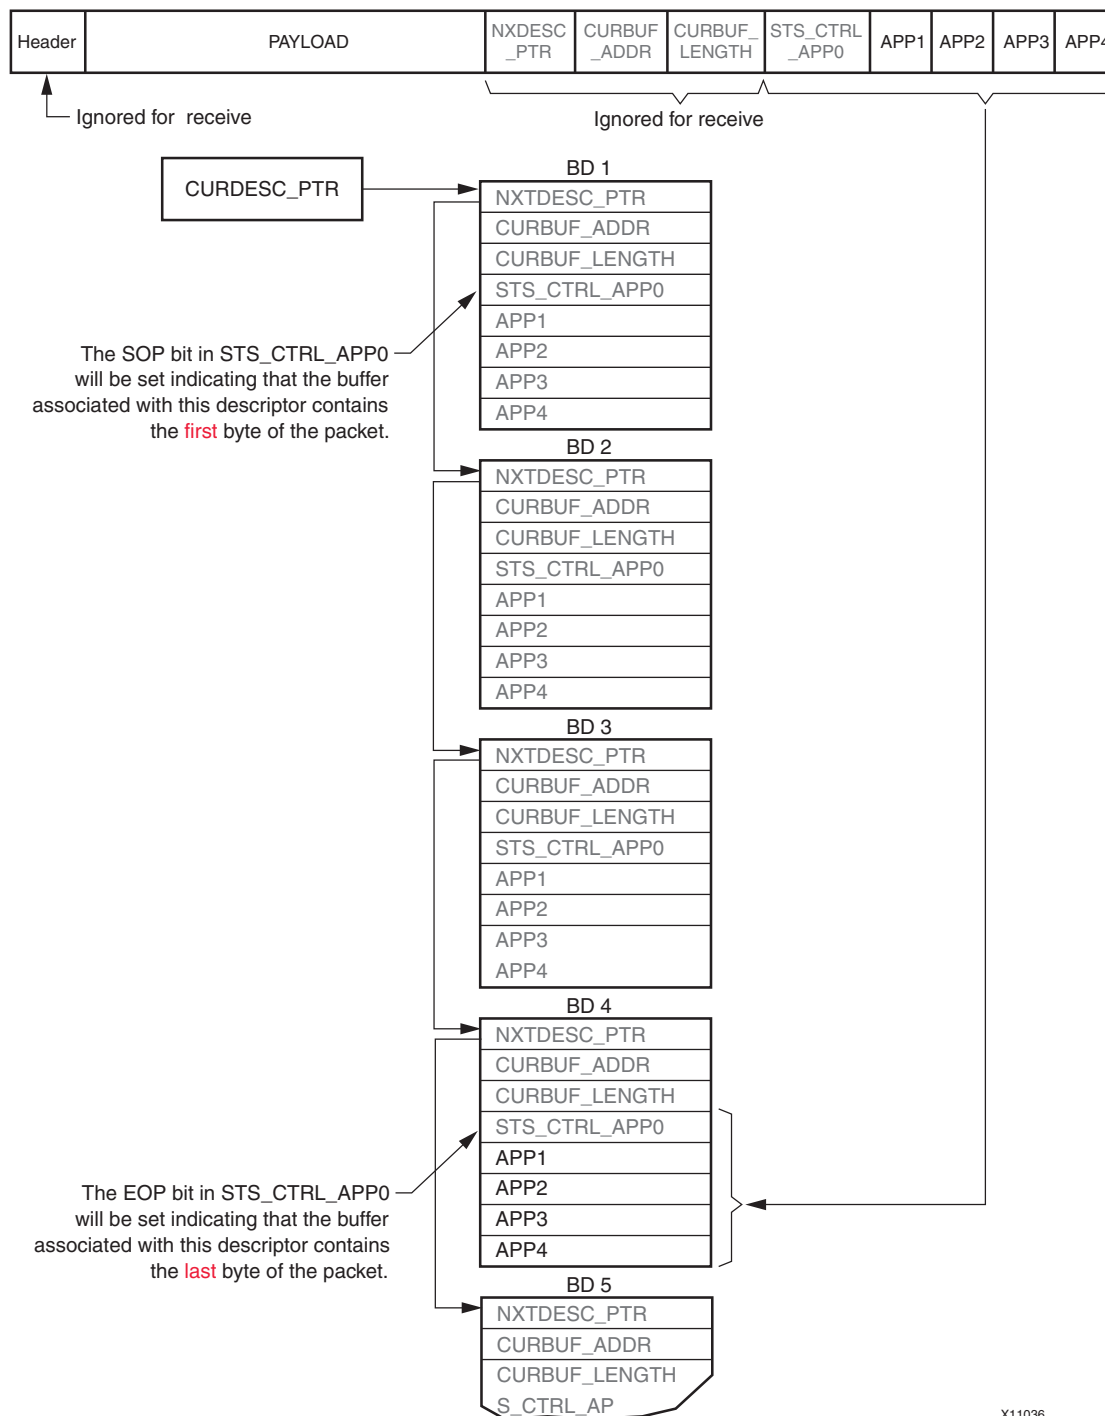 Header PAYLOAD NXDESC _PTR CURBUF _ADDR CURBUF_ LENGTH STS_CTRL _APP0 APP1 APP2 APP3 APP4
Ignored for receive
Ignored for receive
CURDESC_PTR
BD 1
NXTDESC_PTR
CURBUF_ADDR
CURBUF_LENGTH
STS_CTRL_APP0
APP1
APP2
APP3
APP4
The SOP bit in STS_CTRL_APP0
will be set indicating that the buffer
associated with this descriptor contains
the first byte of the packet.
BD 2
NXTDESC_PTR
CURBUF_ADDR
CURBUF_LENGTH
STS_CTRL_APP0
APP1
APP2
APP3
APP4
BD 3
NXTDESC_PTR
CURBUF_ADDR
CURBUF_LENGTH
STS_CTRL_APP0
APP1
APP2
APP3
APP4
BD 4
NXTDESC_PTR
CURBUF_ADDR
CURBUF_LENGTH
STS_CTRL_APP0
APP1
APP2
APP3
APP4
The EOP bit in STS_CTRL_APP0
will be set indicating that the buffer
associated with this descriptor contains
the last byte of the packet.
BD 5
NXTDESC_PTR
CURBUF_ADDR
CURBUF_LENGTH
S_CTRL_AP
X11036